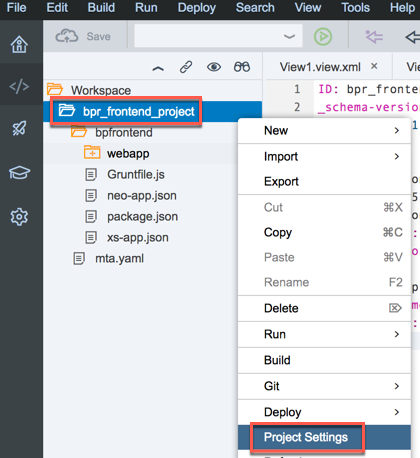 File Edit Build Run Deploy Search View Tools Help
Save
View1.view.xml ×
Workspace
bpr_frontend_project
bpfrontend
webapp
Gruntfile.js
neo-app.json
package.json
xs-app.json
mta.yaml
1 ID: bpr_fronte
2 _schema-version
3
New
Import
Export
Cut ⌘X
Copy ⌘C
Paste ⌘V
Rename F2
Delete
Run
Build
Git
Deploy
Project Settings